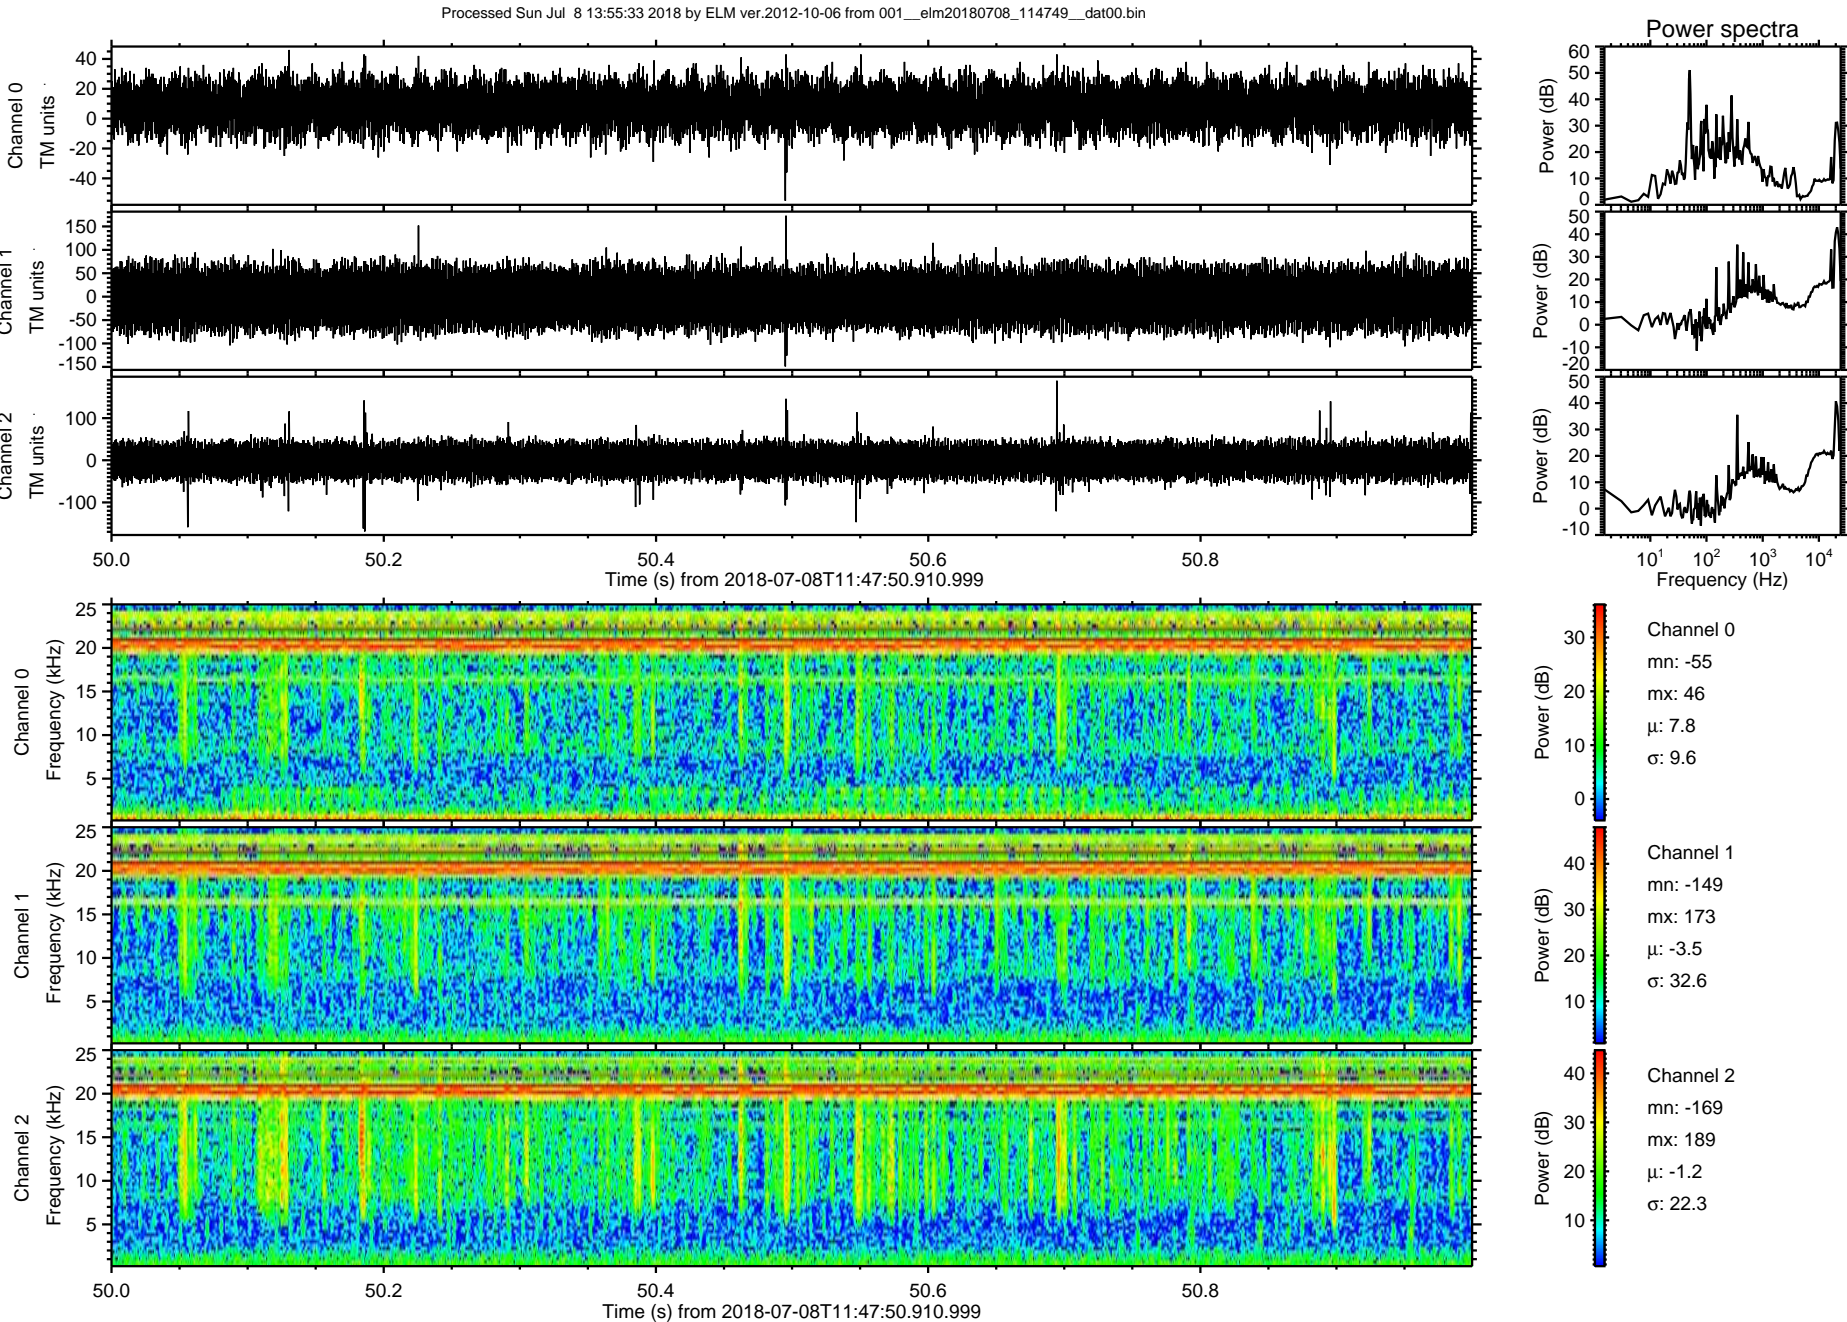 Processed Sun Jul  8 13:55:33 2018 by ELM ver.2012-10-06 from 001__elm20180708_114749__dat00.bin
Power spectra
Channel 0
TM units
40
20
0
-20
-40
Power (dB)
60
50
40
30
20
10
0
Channel 1
TM units
150
100
50
0
-50
-100
-150
Power (dB)
50
40
30
20
10
0
-10
-20
Channel 2
TM units
100
0
-100
Power (dB)
50
40
30
20
10
0
-10
50.0 50.2 50.4 50.6 50.8
Time (s) from 2018-07-08T11:47:50.910.999
10¹ 10² 10³ 10⁴
Frequency (Hz)
Channel 0
Frequency (kHz)
25
20
15
10
5
Power (dB)
30
20
10
0
Channel 0
mn: -55
mx: 46
μ: 7.8
σ: 9.6
Channel 1
Frequency (kHz)
25
20
15
10
5
Power (dB)
40
30
20
10
Channel 1
mn: -149
mx: 173
μ: -3.5
σ: 32.6
Channel 2
Frequency (kHz)
25
20
15
10
5
Power (dB)
40
30
20
10
Channel 2
mn: -169
mx: 189
μ: -1.2
σ: 22.3
50.0 50.2 50.4 50.6 50.8
Time (s) from 2018-07-08T11:47:50.910.999